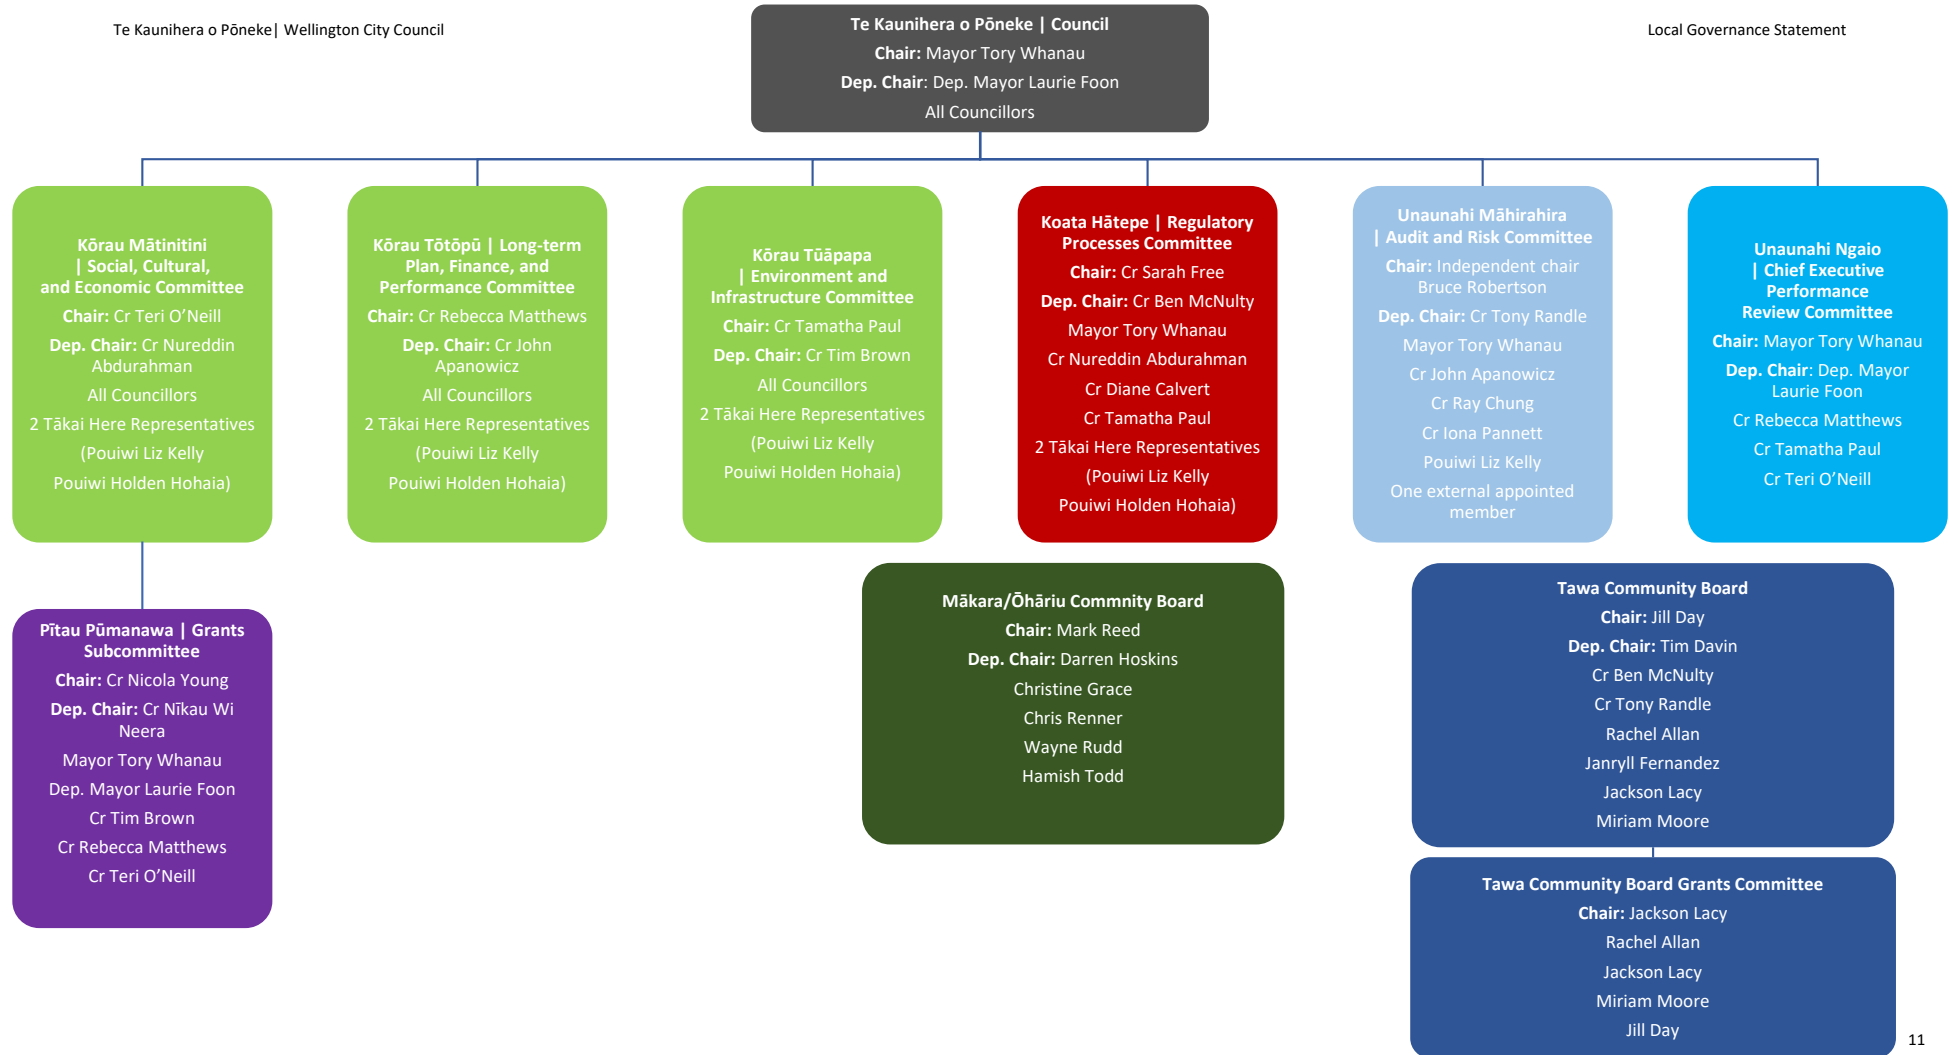 Te Kaunihera o Pōneke| Wellington City Council
Local Governance Statement
Te Kaunihera o Pōneke | Council
Chair: Mayor Tory Whanau
Dep. Chair: Dep. Mayor Laurie Foon
All Councillors
Kōrau Mātinitini
| Social, Cultural,
and Economic Committee
Chair: Cr Teri O’Neill
Dep. Chair: Cr Nureddin
Abdurahman
All Councillors
2 Tākai Here Representatives
(Pouiwi Liz Kelly
Pouiwi Holden Hohaia)
Kōrau Tōtōpū | Long-term
Plan, Finance, and
Performance Committee
Chair: Cr Rebecca Matthews
Dep. Chair: Cr John
Apanowicz
All Councillors
2 Tākai Here Representatives
(Pouiwi Liz Kelly
Pouiwi Holden Hohaia)
Kōrau Tūāpapa
| Environment and
Infrastructure Committee
Chair: Cr Tamatha Paul
Dep. Chair: Cr Tim Brown
All Councillors
2 Tākai Here Representatives
(Pouiwi Liz Kelly
Pouiwi Holden Hohaia)
Koata Hātepe | Regulatory
Processes Committee
Chair: Cr Sarah Free
Dep. Chair: Cr Ben McNulty
Mayor Tory Whanau
Cr Nureddin Abdurahman
Cr Diane Calvert
Cr Tamatha Paul
2 Tākai Here Representatives
(Pouiwi Liz Kelly
Pouiwi Holden Hohaia)
Unaunahi Māhirahira
| Audit and Risk Committee
Chair: Independent chair
Bruce Robertson
Dep. Chair: Cr Tony Randle
Mayor Tory Whanau
Cr John Apanowicz
Cr Ray Chung
Cr Iona Pannett
Pouiwi Liz Kelly
One external appointed
member
Unaunahi Ngaio
| Chief Executive
Performance
Review Committee
Chair: Mayor Tory Whanau
Dep. Chair: Dep. Mayor
Laurie Foon
Cr Rebecca Matthews
Cr Tamatha Paul
Cr Teri O’Neill
Pītau Pūmanawa | Grants
Subcommittee
Chair: Cr Nicola Young
Dep. Chair: Cr Nīkau Wi
Neera
Mayor Tory Whanau
Dep. Mayor Laurie Foon
Cr Tim Brown
Cr Rebecca Matthews
Cr Teri O’Neill
Mākara/Ōhāriu Commnity Board
Chair: Mark Reed
Dep. Chair: Darren Hoskins
Christine Grace
Chris Renner
Wayne Rudd
Hamish Todd
Tawa Community Board
Chair: Jill Day
Dep. Chair: Tim Davin
Cr Ben McNulty
Cr Tony Randle
Rachel Allan
Janryll Fernandez
Jackson Lacy
Miriam Moore
Tawa Community Board Grants Committee
Chair: Jackson Lacy
Rachel Allan
Jackson Lacy
Miriam Moore
Jill Day
11